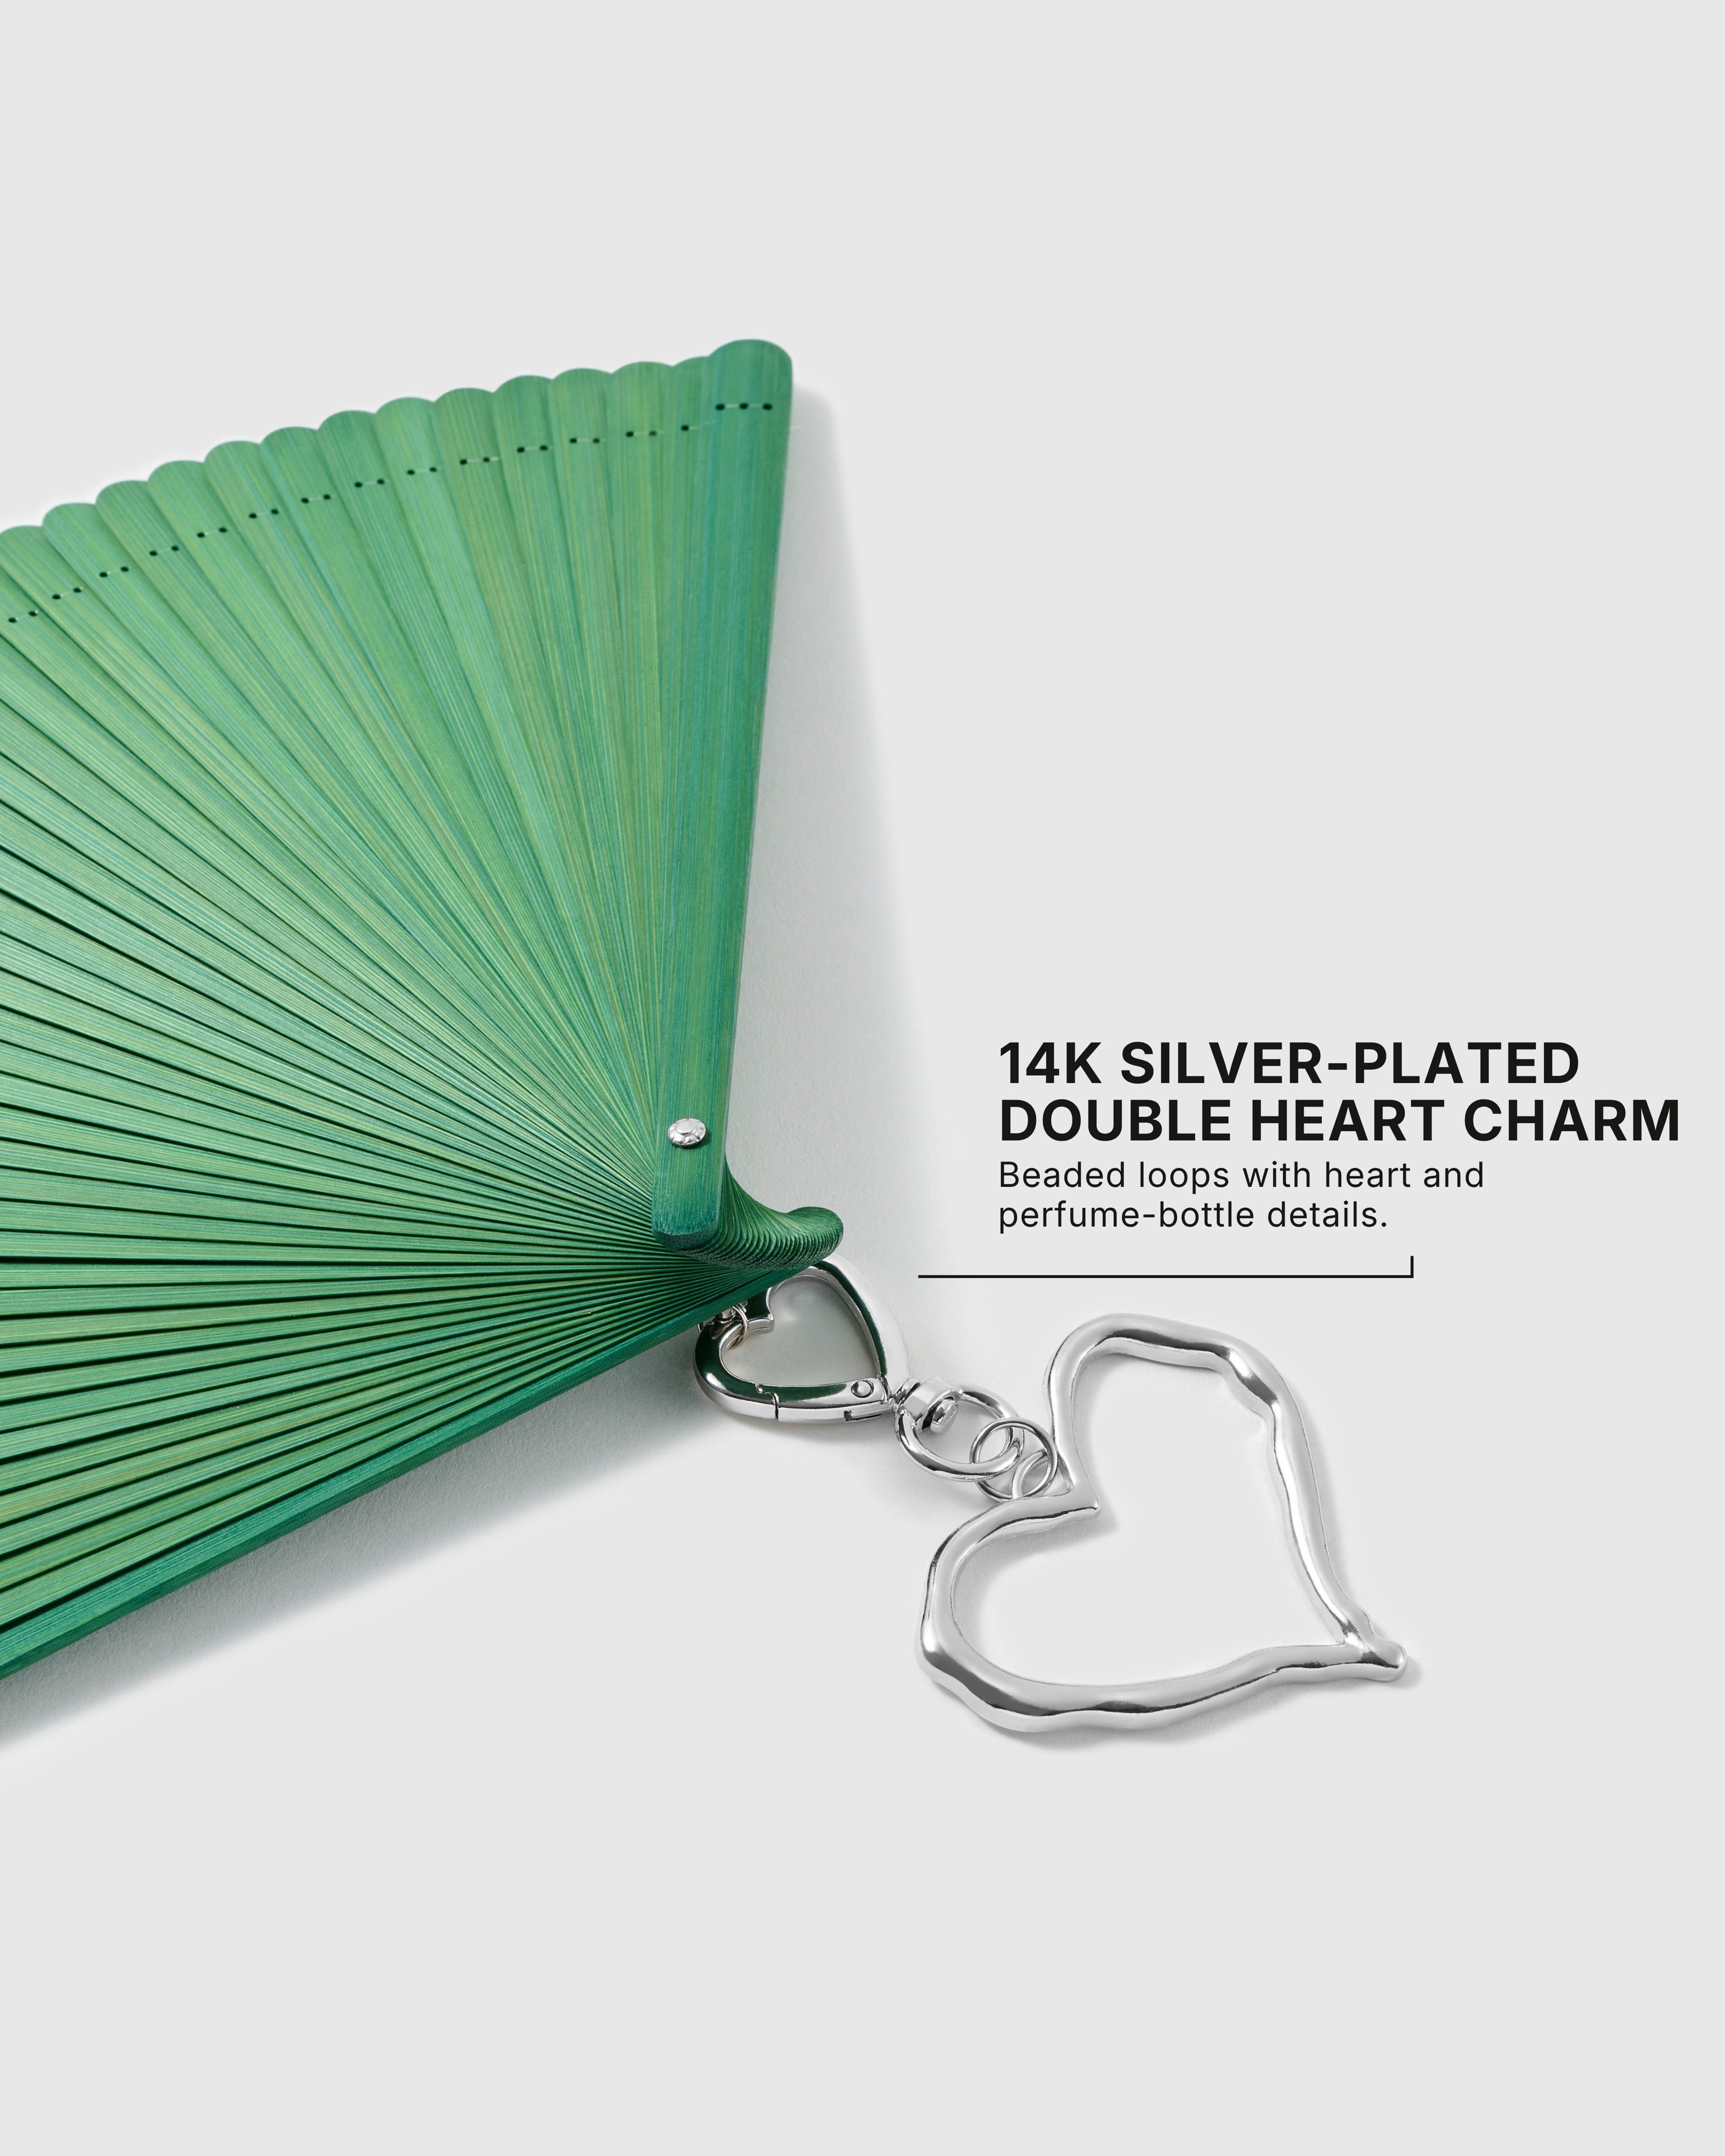 14K SILVER-PLATED
DOUBLE HEART CHARM
Beaded loops with heart and
perfume-bottle details.